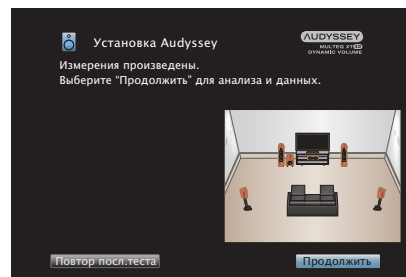 Установка Audyssey
AUDYSSEY
MULTEQ XT32
DYNAMIC VOLUME
Измерения произведены.
Выберите “Продолжить” для анализа и данных.
Повтор посл.теста
Продолжить